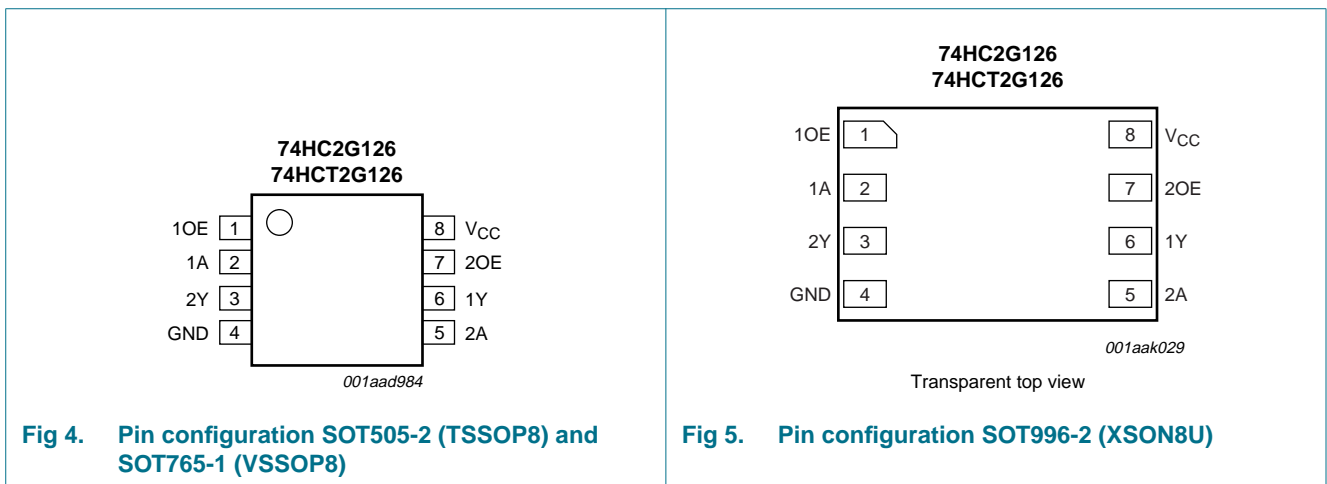 74HC2G126
74HCT2G126
1OE 1
8 VCC
1A 2
7 2OE
2Y 3
6 1Y
GND 4
5 2A
001aad984
Fig 4. Pin configuration SOT505-2 (TSSOP8) and
SOT765-1 (VSSOP8)
74HC2G126
74HCT2G126
1OE 1
8 VCC
1A 2
7 2OE
2Y 3
6 1Y
GND 4
5 2A
001aak029
Transparent top view
Fig 5. Pin configuration SOT996-2 (XSON8U)